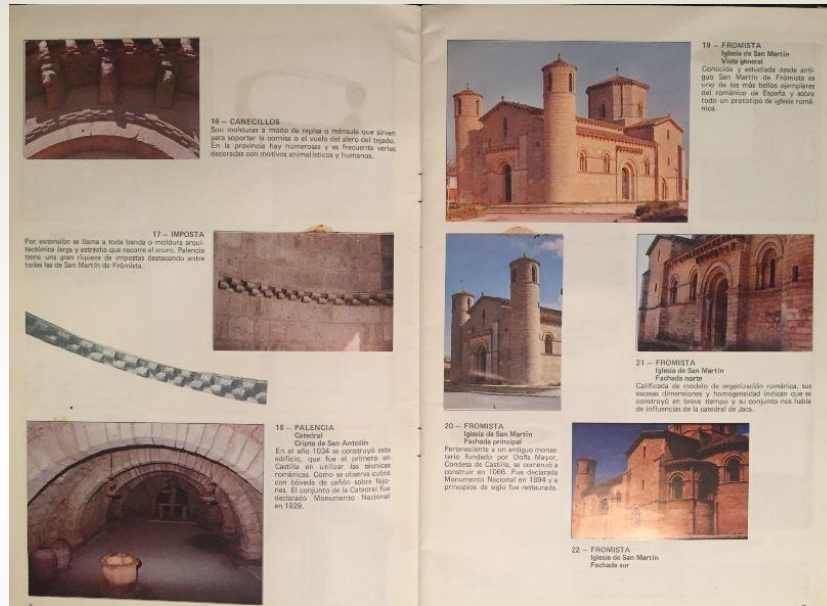 16 — CANECILLOS
Son molduras a modo de repisa o ménsula que sirven
para soportar la cornisa o el vuelo del alero del tejado.
En la provincia hay numerosas y es frecuente verlas
decoradas con motivos animalísticos y humanos.
17 — IMPOSTA
Por extensión se llama a toda banda o moldura arqui-
tectónica larga y estrecha que recorre el muro. Palencia
tiene una gran riqueza de impostas destacando entre
todas las de San Martín de Frómista.
18 — PALENCIA
Catedral
Cripta de San Antolín
En el año 1034 se construyó este
edificio, que fue el primero en
Castilla en utilizar las técnicas
románicas. Como se observa cubre
con bóveda de cañón sobre fajo-
nes. El conjunto de la Catedral fue
declarado Monumento Nacional
en 1929.
19 — FROMISTA
Iglesia de San Martín
Vista general
Conocida y estudiada desde anti-
guo San Martín de Frómista es
uno de los más bellos ejemplares
del románico de España y sobre
todo un prototipo de iglesia romá-
nica.
20 — FROMISTA
Iglesia de San Martín
Fachada principal
Perteneciente a un antiguo monas-
terio fundado por Doña Mayor,
Condesa de Castilla, se comenzó a
construir en 1066. Fue declarada
Monumento Nacional en 1894 y a
principios de siglo fue restaurada.
21 — FROMISTA
Iglesia de San Martín
Fachada norte
Calificada de modelo de organización románica, sus
escasas dimensiones y homogeneidad indican que se
construyó en breve tiempo y su conjunto nos habla
de influencias de la catedral de Jaca.
22 — FROMISTA
Iglesia de San Martín
Fachada sur